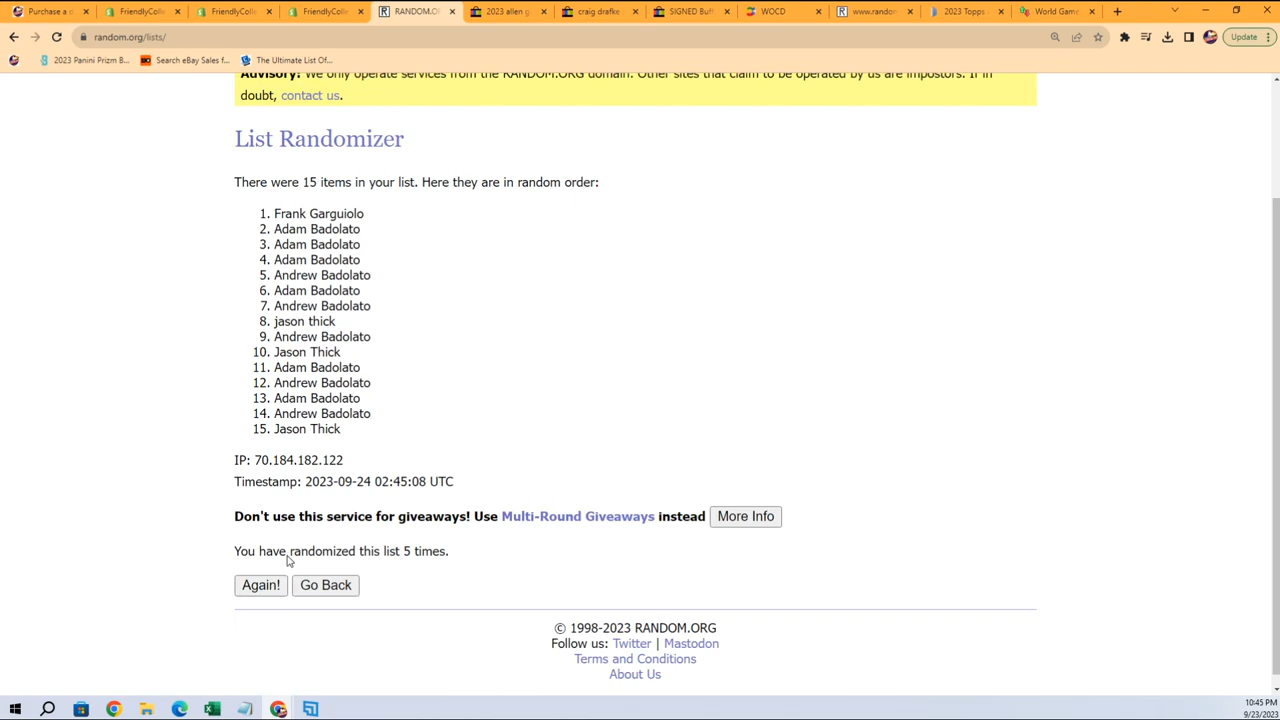 Purchase a d
FriendlyColle
FriendlyColle
FriendlyColle
RANDOM.O
2023 allen g
craig drafke
SIGNED Buf
WOCD
www.rando
2023 Topps
World Game
random.org/lists/
Update
2023 Panini Prizm B...
Search eBay Sales f...
The Ultimate List Of...
Advisory: We only operate services from the RANDOM.ORG domain. Other sites that claim to be operated by us are impostors. If in
doubt, contact us.
List Randomizer
There were 15 items in your list. Here they are in random order:
1. Frank Garguiolo
2. Adam Badolato
3. Adam Badolato
4. Adam Badolato
5. Andrew Badolato
6. Adam Badolato
7. Andrew Badolato
8. jason thick
9. Andrew Badolato
10. Jason Thick
11. Adam Badolato
12. Andrew Badolato
13. Adam Badolato
14. Andrew Badolato
15. Jason Thick
IP: 70.184.182.122
Timestamp: 2023-09-24 02:45:08 UTC
Don't use this service for giveaways! Use Multi-Round Giveaways instead More Info
You have randomized this list 5 times.
Again! Go Back
© 1998-2023 RANDOM.ORG
Follow us: Twitter | Mastodon
Terms and Conditions
About Us
10:45 PM
9/23/2023